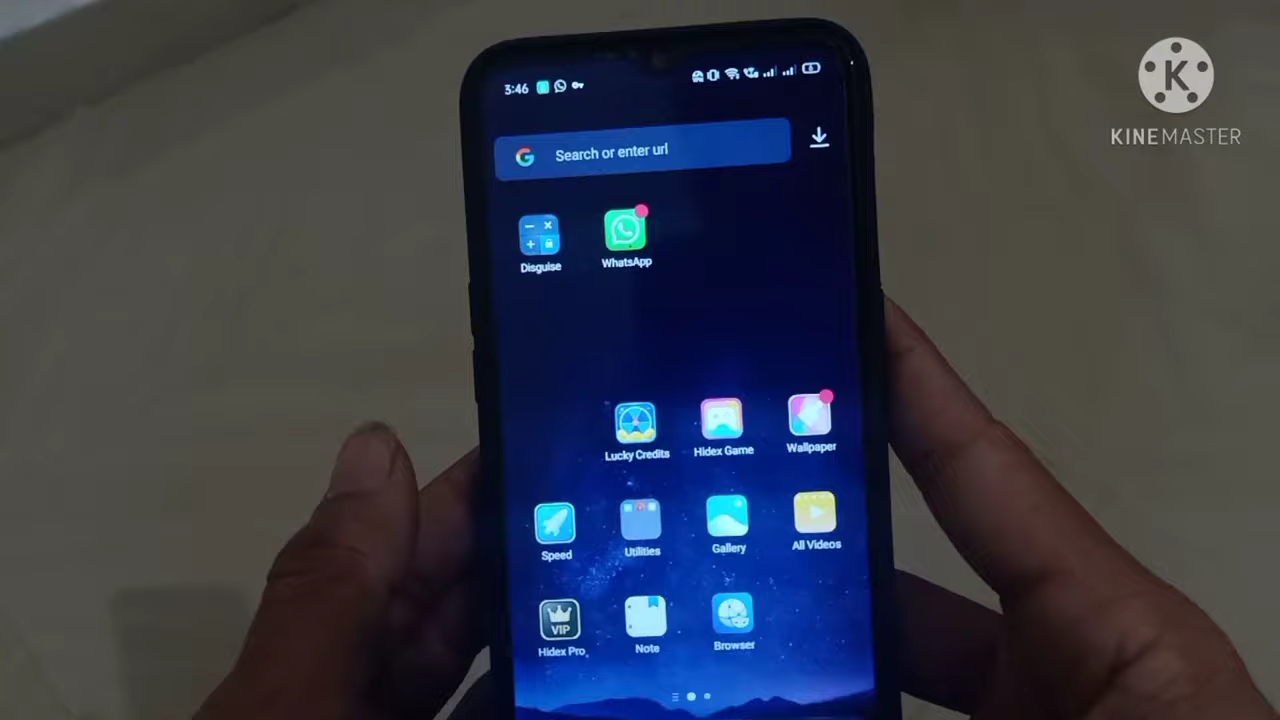 3:46
Search or enter url
Disguise
WhatsApp
Lucky Credits
Hidex Game
Wallpaper
Speed
Utilities
Gallery
All Videos
VIP
Hidex Pro
Note
Browser
K
KINEMASTER